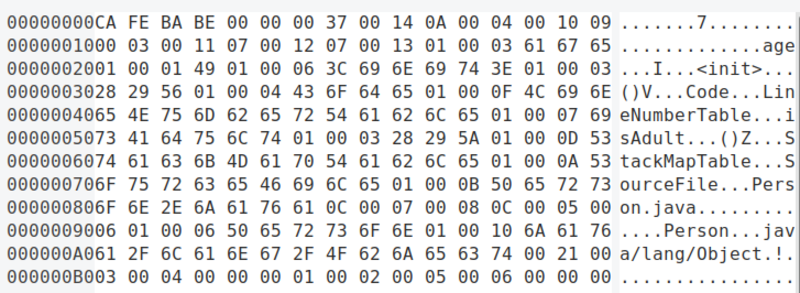 00000000CA FE BA BE 00 00 00 37 00 14 0A 00 04 00 10 09 .......7........
00000010​00 03 00 11 07 00 12 07 00 13 01 00 03 61 67 65 .............age
0000002001 00 01 49 01 00 06 3C 69 6E 69 74 3E 01 00 03 ...I...<init>...
0000003028 29 56 01 00 04 43 6F 64 65 01 00 0F 4C 69 6E ()V...Code...Lin
0000004065 4E 75 6D 62 65 72 54 61 62 6C 65 01 00 07 69 eNumberTable...i
0000005073 41 64 75 6C 74 01 00 03 28 29 5A 01 00 0D 53 sAdult...()Z...S
0000006074 61 63 6B 4D 61 70 54 61 62 6C 65 01 00 0A 53 tackMapTable...S
000000706F 75 72 63 65 46 69 6C 65 01 00 0B 50 65 72 73 ourceFile...Pers
000000806F 6E 2E 6A 61 76 61 0C 00 07 00 08 0C 00 05 00 on.java.........
0000009006 01 00 06 50 65 72 73 6F 6E 01 00 10 6A 61 76 ....Person...jav
000000A061 2F 6C 61 6E 67 2F 4F 62 6A 65 63 74 00 21 00 a/lang/Object.!.
000000B003 00 04 00 00 00 01 00 02 00 05 00 06 00 00 00 ................